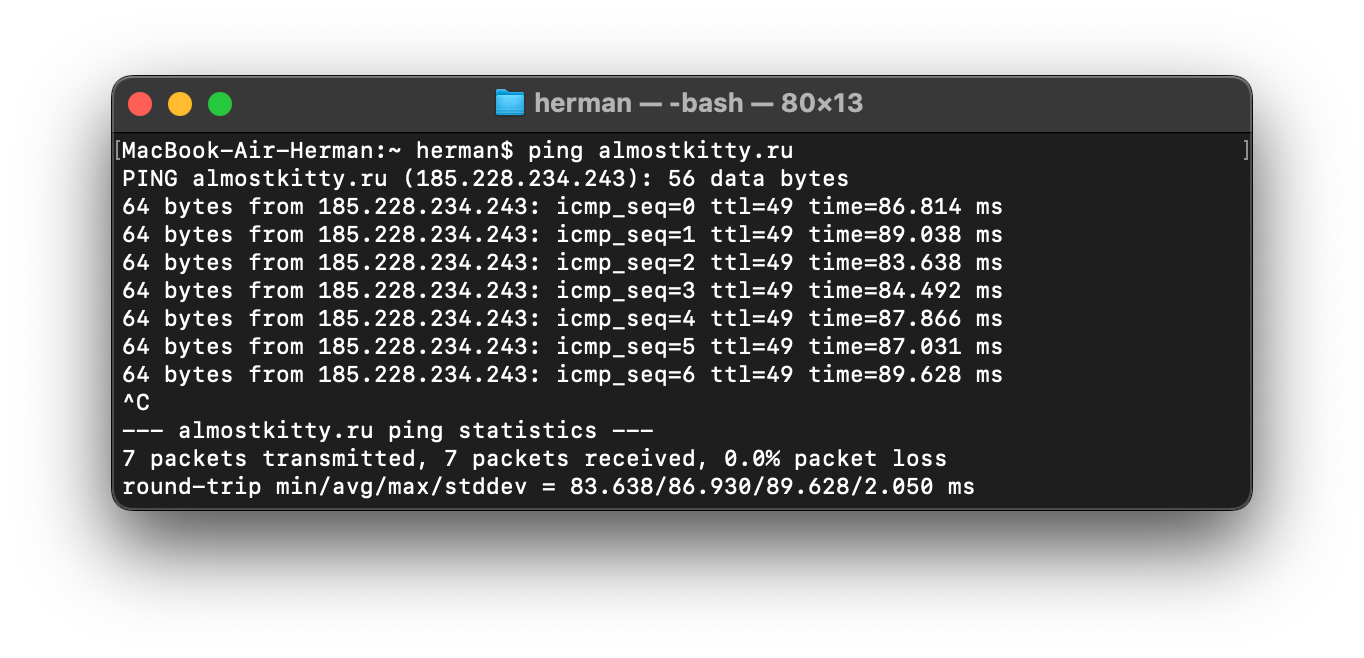 herman — -bash — 80×13
[MacBook-Air-Herman:~ herman$ ping almostkitty.ru ]
PING almostkitty.ru (185.228.234.243): 56 data bytes
64 bytes from 185.228.234.243: icmp_seq=0 ttl=49 time=86.814 ms
64 bytes from 185.228.234.243: icmp_seq=1 ttl=49 time=89.038 ms
64 bytes from 185.228.234.243: icmp_seq=2 ttl=49 time=83.638 ms
64 bytes from 185.228.234.243: icmp_seq=3 ttl=49 time=84.492 ms
64 bytes from 185.228.234.243: icmp_seq=4 ttl=49 time=87.866 ms
64 bytes from 185.228.234.243: icmp_seq=5 ttl=49 time=87.031 ms
64 bytes from 185.228.234.243: icmp_seq=6 ttl=49 time=89.628 ms
^C
--- almostkitty.ru ping statistics ---
7 packets transmitted, 7 packets received, 0.0% packet loss
round-trip min/avg/max/stddev = 83.638/86.930/89.628/2.050 ms